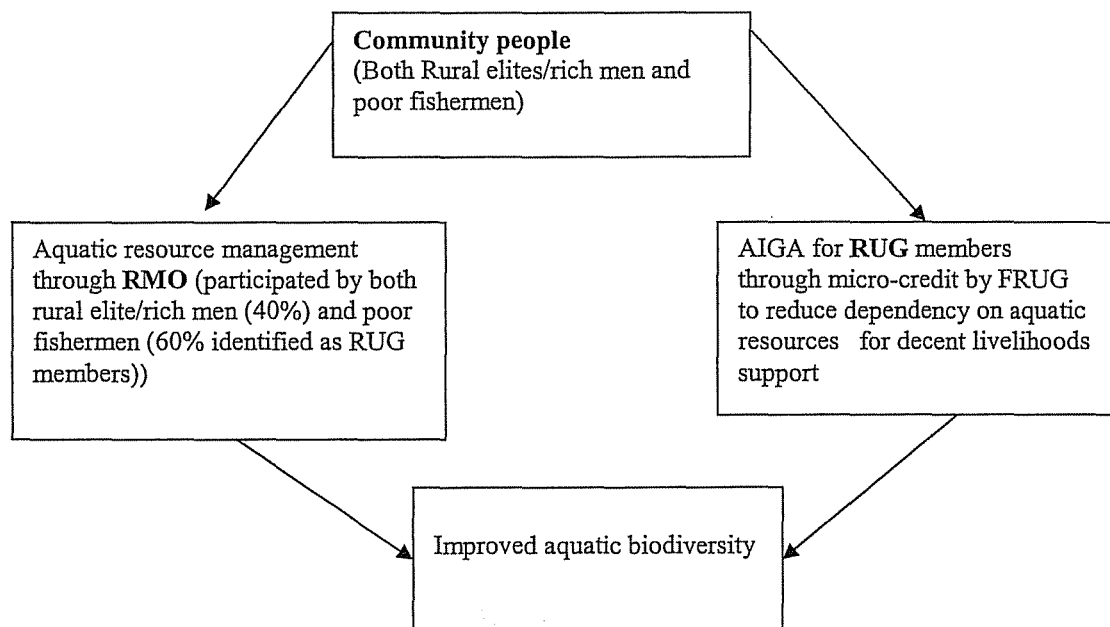 Community people
(Both Rural elites/rich men and
poor fishermen)
Aquatic resource management
through RMO (participated by both
rural elite/rich men (40%) and poor
fishermen (60% identified as RUG
members))
AIGA for RUG members
through micro-credit by FRUG
to reduce dependency on aquatic
resources for decent livelihoods
support
Improved aquatic biodiversity